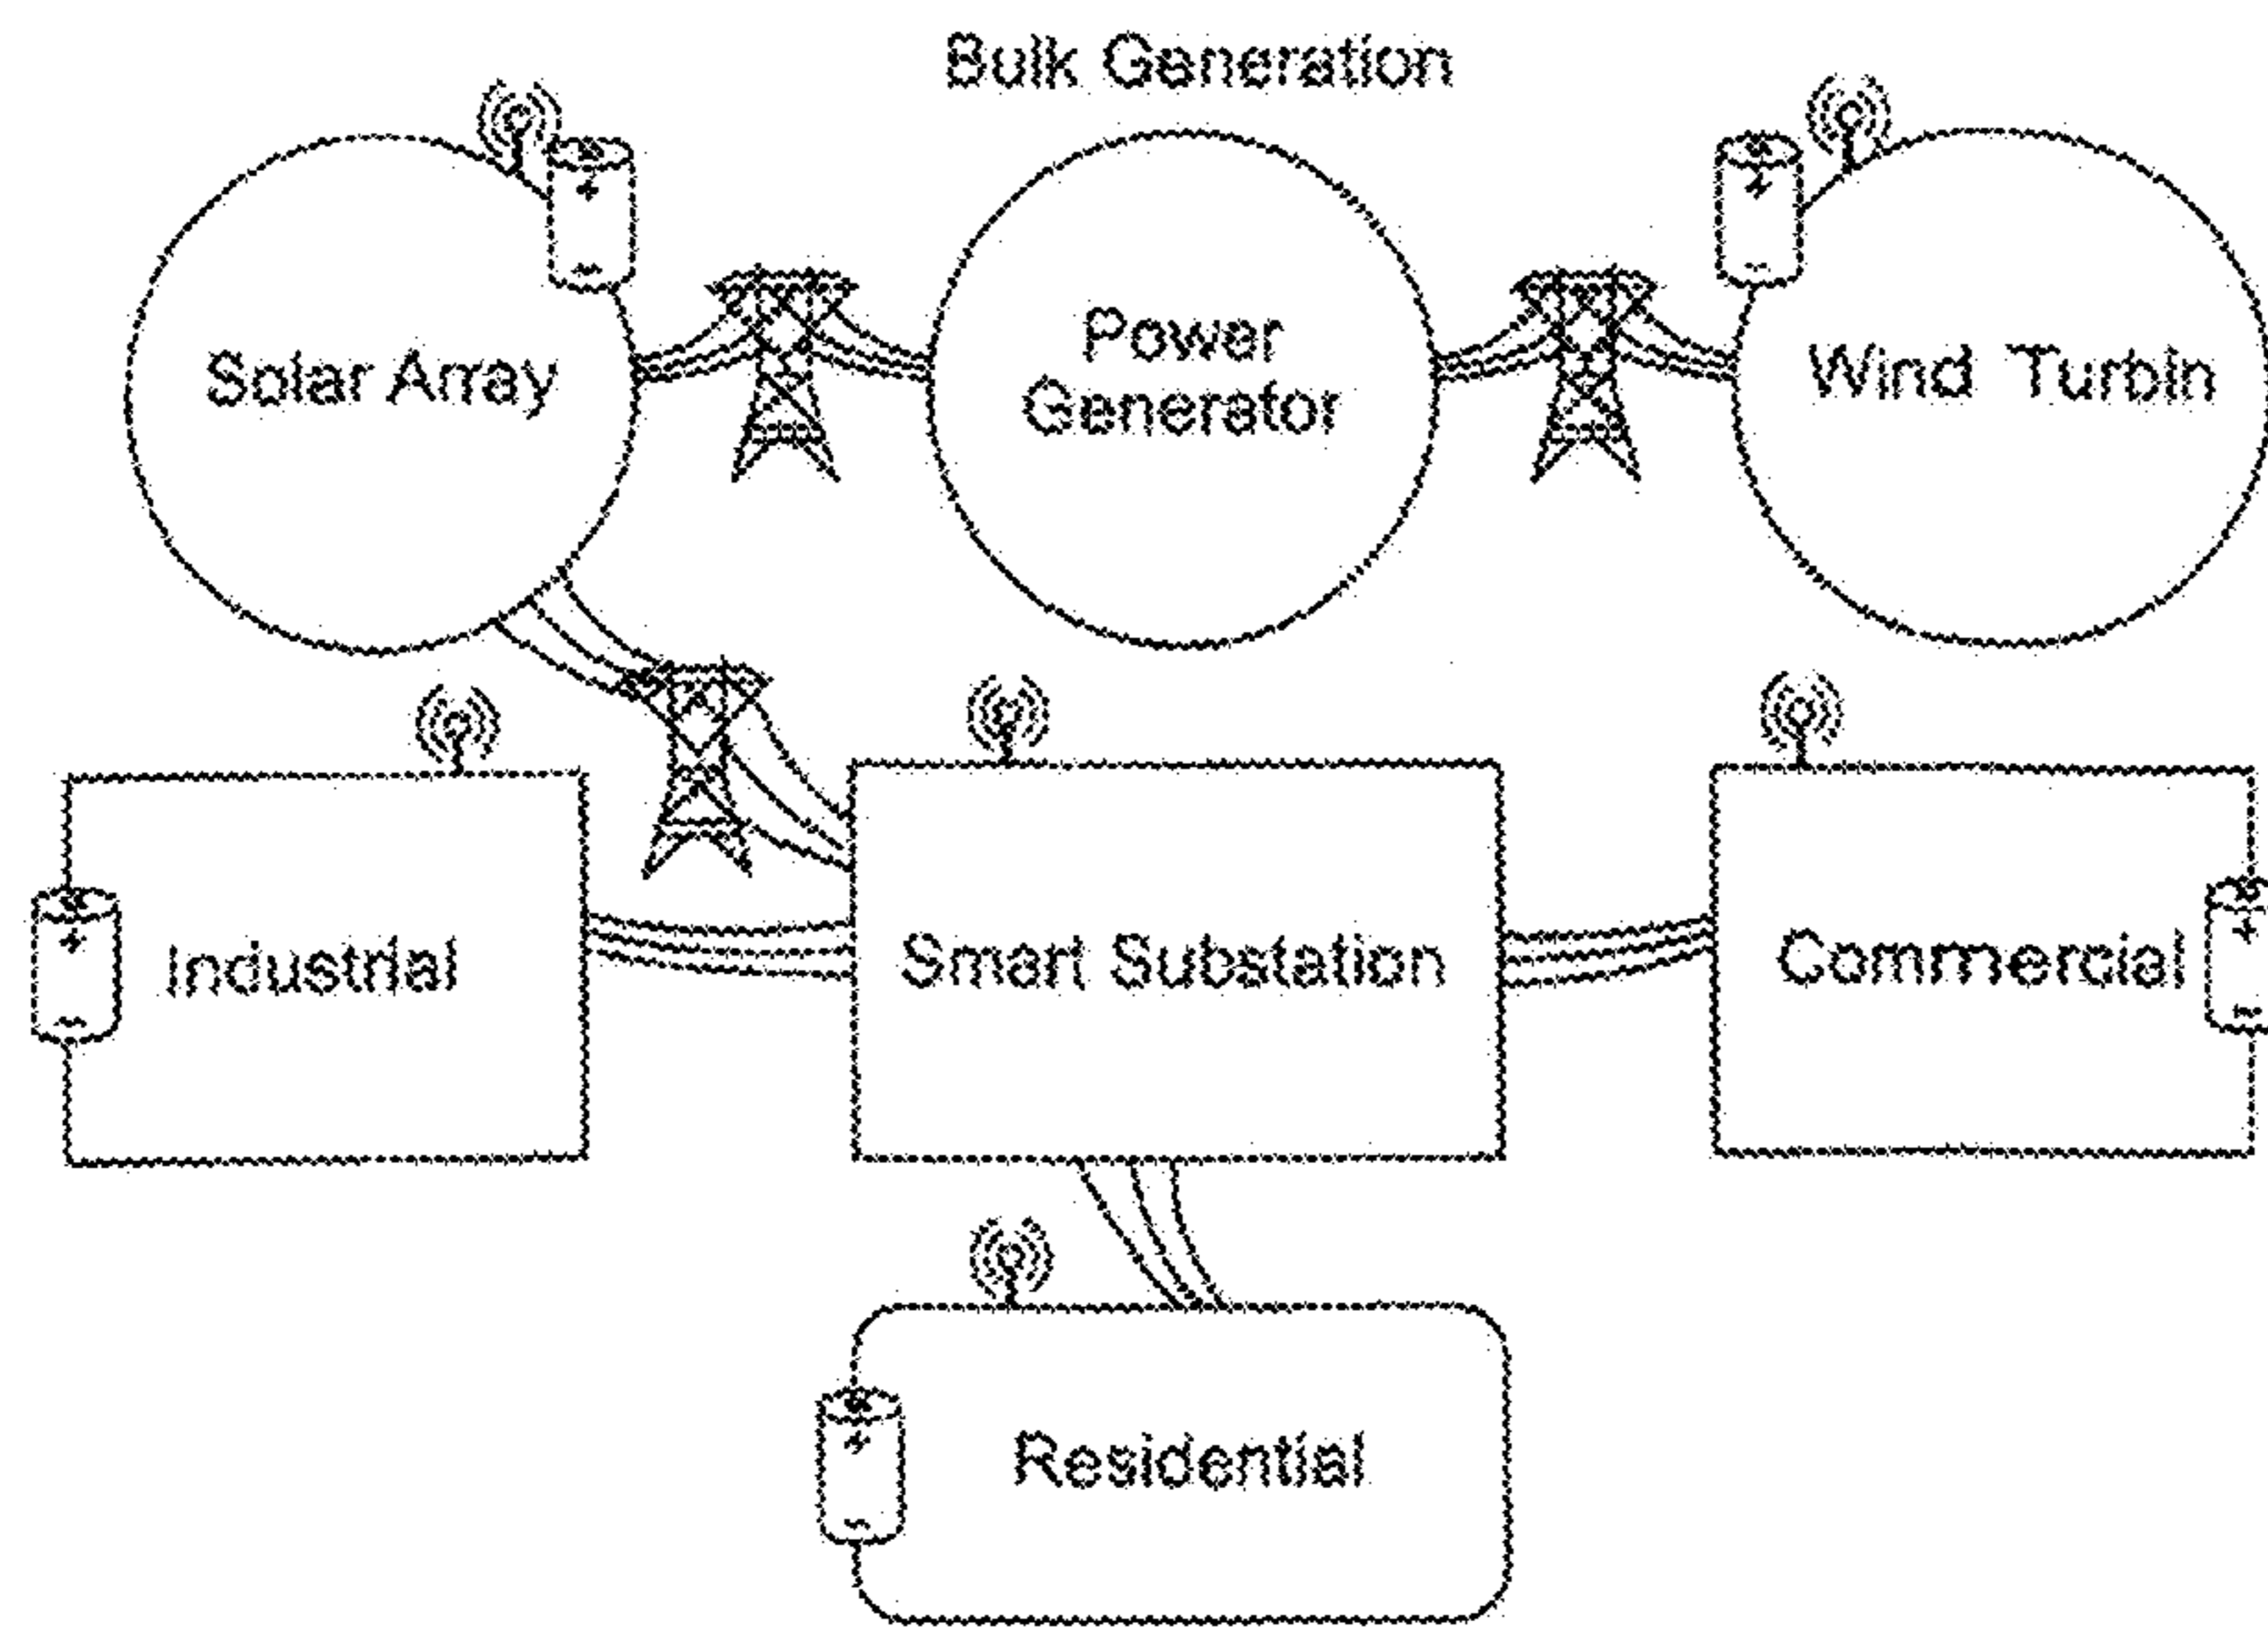 Bulk Generation
Solar Array
Power
Generator
Wind Turbin
Industrial
Smart Substation
Commercial
Residential